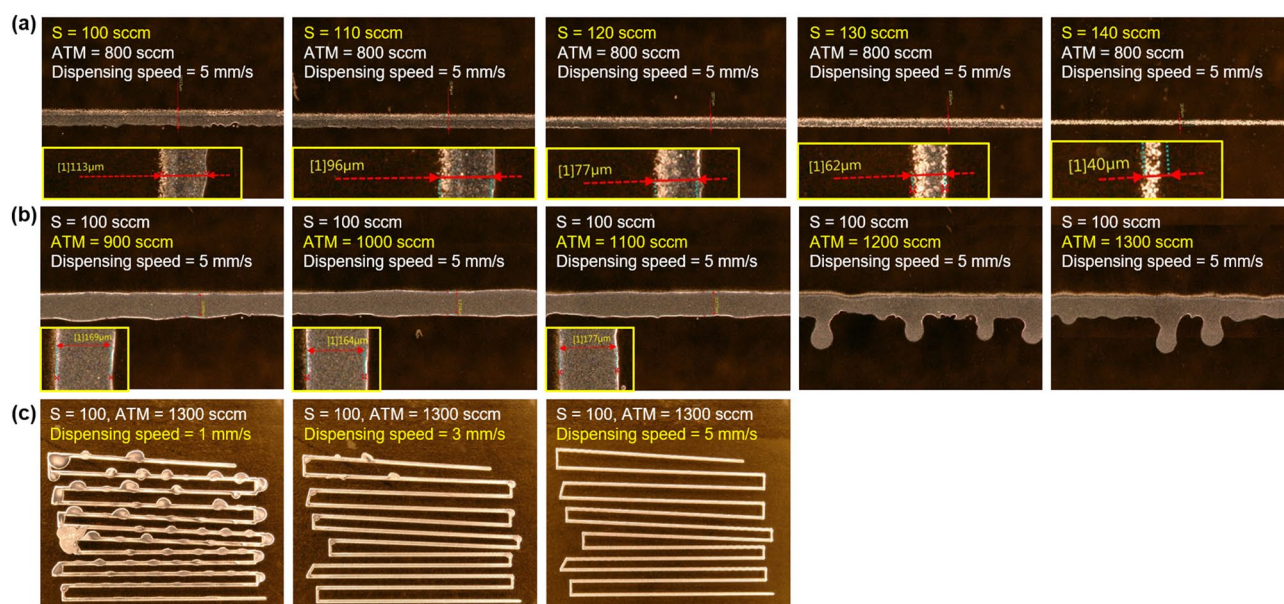 (a)
S = 100 sccm
ATM = 800 sccm
Dispensing speed = 5 mm/s
[1]113μm
S = 110 sccm
ATM = 800 sccm
Dispensing speed = 5 mm/s
[1]96μm
S = 120 sccm
ATM = 800 sccm
Dispensing speed = 5 mm/s
[1]77μm
S = 130 sccm
ATM = 800 sccm
Dispensing speed = 5 mm/s
[1]62μm
S = 140 sccm
ATM = 800 sccm
Dispensing speed = 5 mm/s
[1]40μm
(b)
S = 100 sccm
ATM = 900 sccm
Dispensing speed = 5 mm/s
[1]169μm
S = 100 sccm
ATM = 1000 sccm
Dispensing speed = 5 mm/s
[1]164μm
S = 100 sccm
ATM = 1100 sccm
Dispensing speed = 5 mm/s
[1]177μm
S = 100 sccm
ATM = 1200 sccm
Dispensing speed = 5 mm/s
S = 100 sccm
ATM = 1300 sccm
Dispensing speed = 5 mm/s
(c)
S = 100, ATM = 1300 sccm
Dispensing speed = 1 mm/s
S = 100, ATM = 1300 sccm
Dispensing speed = 3 mm/s
S = 100, ATM = 1300 sccm
Dispensing speed = 5 mm/s